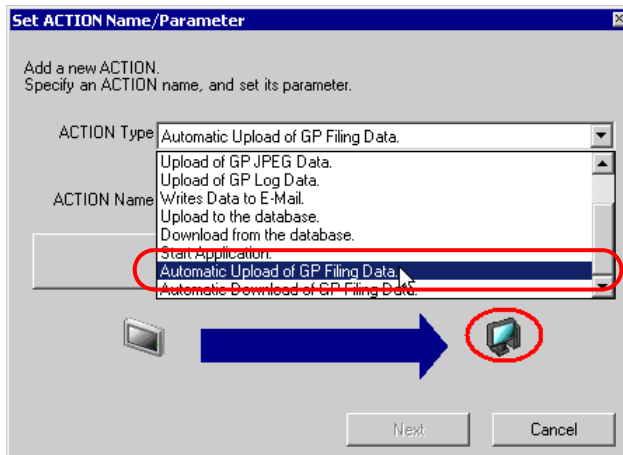 Set ACTION Name/Parameter
Add a new ACTION.
Specify an ACTION name, and set its parameter.
ACTION Type Automatic Upload of GP Filing Data.
Upload of GP JPEG Data.
Upload of GP Log Data.
ACTION Name Writes Data to E-Mail.
Upload to the database.
Download from the database.
Start Application.
Automatic Upload of GP Filing Data.
Automatic Download of GP Filing Data.
Next Cancel